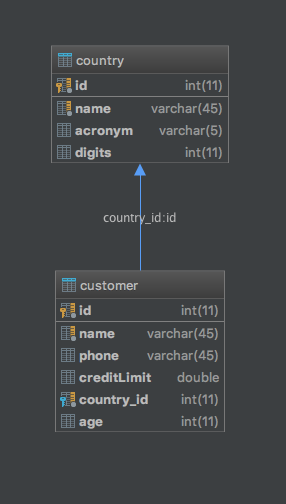 country
id int(11)
name varchar(45)
acronym varchar(5)
digits int(11)
country_id:id
customer
id int(11)
name varchar(45)
phone varchar(45)
creditLimit double
country_id int(11)
age int(11)